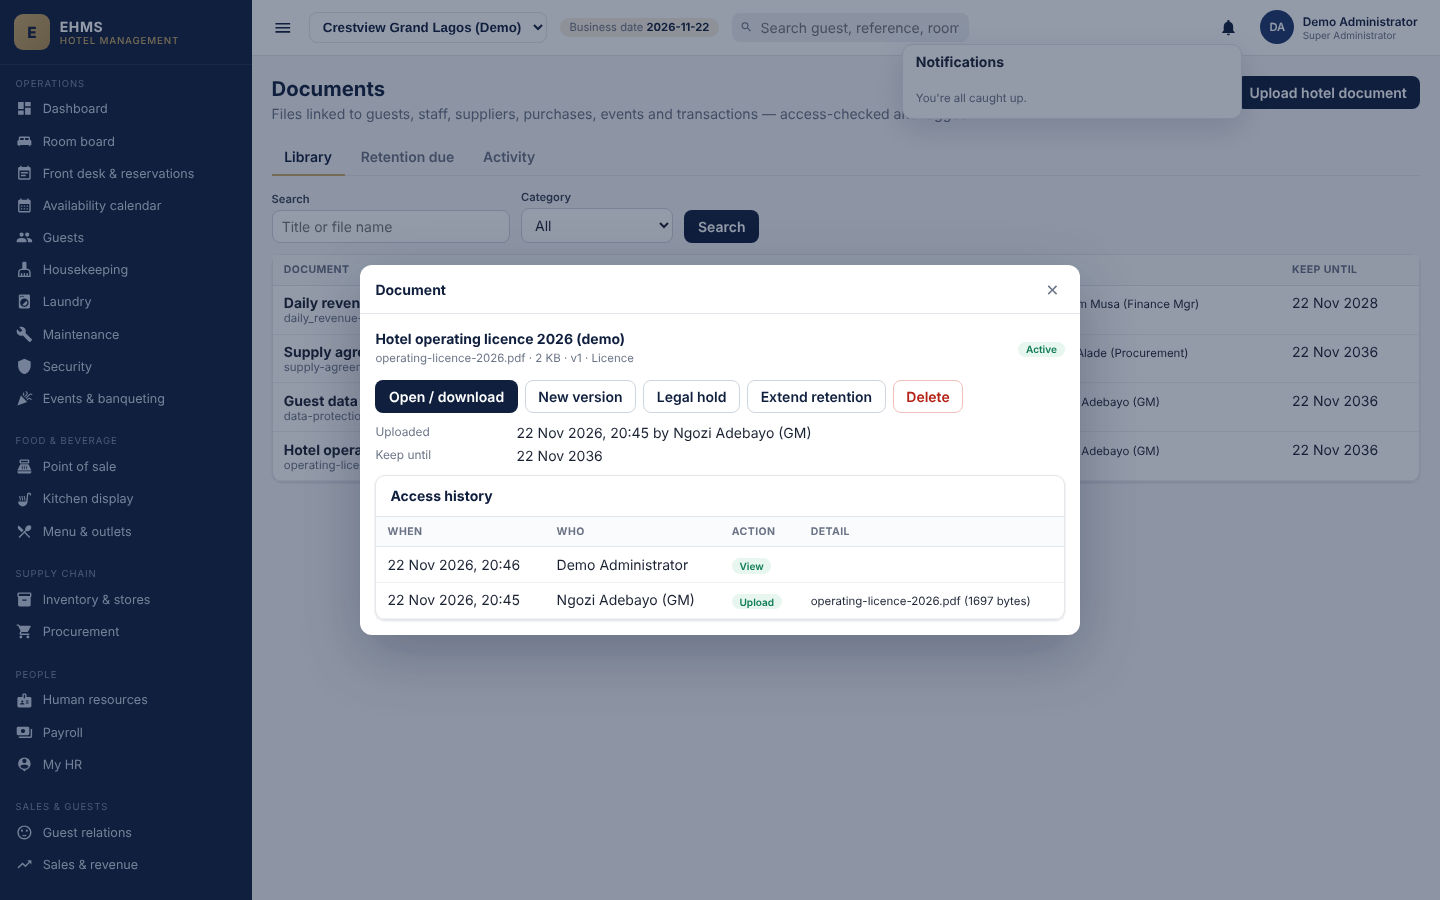 EHMS
HOTEL MANAGEMENT
Crestview Grand Lagos (Demo)
Business date 2026-11-22
Search guest, reference, room
DA
Demo Administrator
Super Administrator
OPERATIONS
Dashboard
Room board
Front desk & reservations
Availability calendar
Guests
Housekeeping
Laundry
Maintenance
Security
Events & banqueting
FOOD & BEVERAGE
Point of sale
Kitchen display
Menu & outlets
SUPPLY CHAIN
Inventory & stores
Procurement
PEOPLE
Human resources
Payroll
My HR
SALES & GUESTS
Guest relations
Sales & revenue
Notifications
You're all caught up.
Documents
Upload hotel document
Files linked to guests, staff, suppliers, purchases, events and transactions — access-checked
Library
Retention due
Activity
Search
Category
Title or file name
All
Search
DOCUMENT
KEEP UNTIL
Daily reven
daily_revenue-
m Musa (Finance Mgr)
22 Nov 2028
Supply agre
supply-agreer
Alade (Procurement)
22 Nov 2036
Guest data
data-protectio
Adebayo (GM)
22 Nov 2036
Hotel opera
operating-lice
Adebayo (GM)
22 Nov 2036
Document
Hotel operating licence 2026 (demo)
operating-licence-2026.pdf · 2 KB · v1 · Licence
Active
Open / download
New version
Legal hold
Extend retention
Delete
Uploaded
22 Nov 2026, 20:45 by Ngozi Adebayo (GM)
Keep until
22 Nov 2036
Access history
WHEN
WHO
ACTION
DETAIL
22 Nov 2026, 20:46
Demo Administrator
View
22 Nov 2026, 20:45
Ngozi Adebayo (GM)
Upload
operating-licence-2026.pdf (1697 bytes)